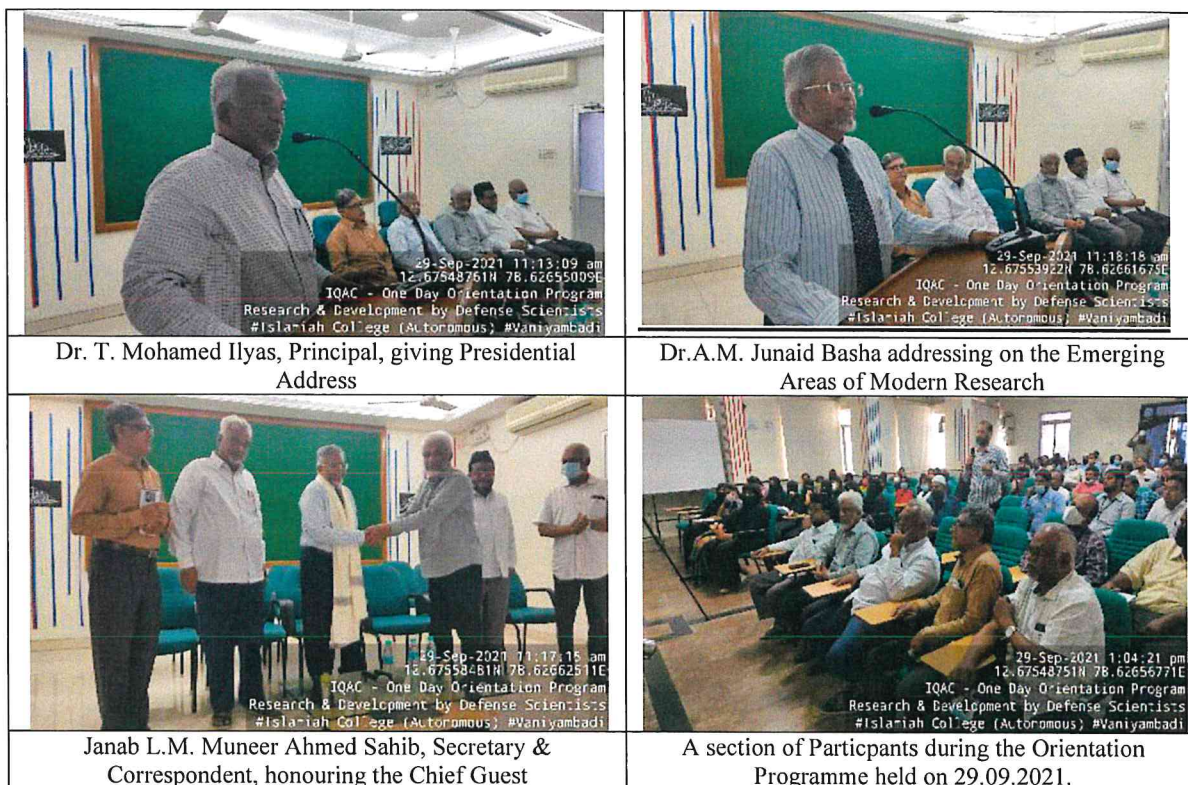 29-Sep-2021 11:13:09 am
12.67548761N 78.62655009E
IQAC - One Day Orientation Program
Research & Development by Defense Scientists
#Islamiah College (Autonomous) #Vaniyambadi
Dr. T. Mohamed Ilyas, Principal, giving Presidential
Address
29-Sep-2021 11:18:18 am
12.67553922N 78.62661675E
IQAC - One Day Orientation Program
Research & Development by Defense Scientists
#Islamiah College (Autonomous) #Vaniyambadi
Dr.A.M. Junaid Basha addressing on the Emerging
Areas of Modern Research
29-Sep-2021 11:17:15 am
12.67558481N 78.62662511E
IQAC - One Day Orientation Program
Research & Development by Defense Scientists
#Islamiah College (Autonomous) #Vaniyambadi
Janab L.M. Muneer Ahmed Sahib, Secretary &
Correspondent, honouring the Chief Guest
29-Sep-2021 1:04:21 pm
12.67548751N 78.62656771E
IQAC - One Day Orientation Program
Research & Development by Defense Scientists
#Islamiah College (Autonomous) #Vaniyambadi
A section of Particpants during the Orientation
Programme held on 29.09.2021.